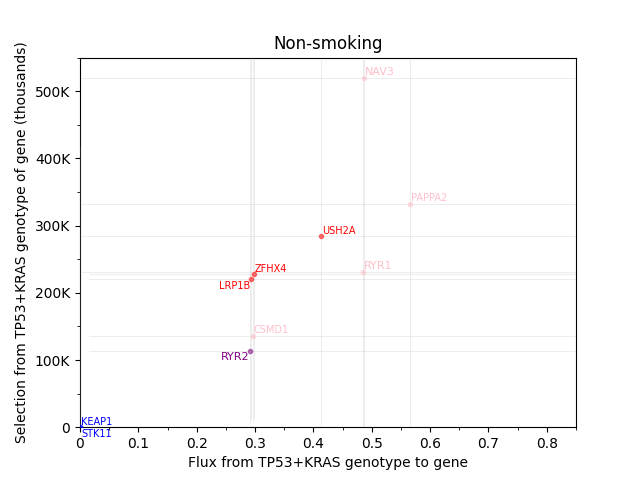 Non-smoking
Selection from TP53+KRAS genotype of gene (thousands)
500K
400K
300K
200K
100K
0
NAV3
PAPPA2
USH2A
ZFHX4
RYR1
LRP1B
CSMD1
RYR2
KEAP1
STK11
0 0.1 0.2 0.3 0.4 0.5 0.6 0.7 0.8
Flux from TP53+KRAS genotype to gene